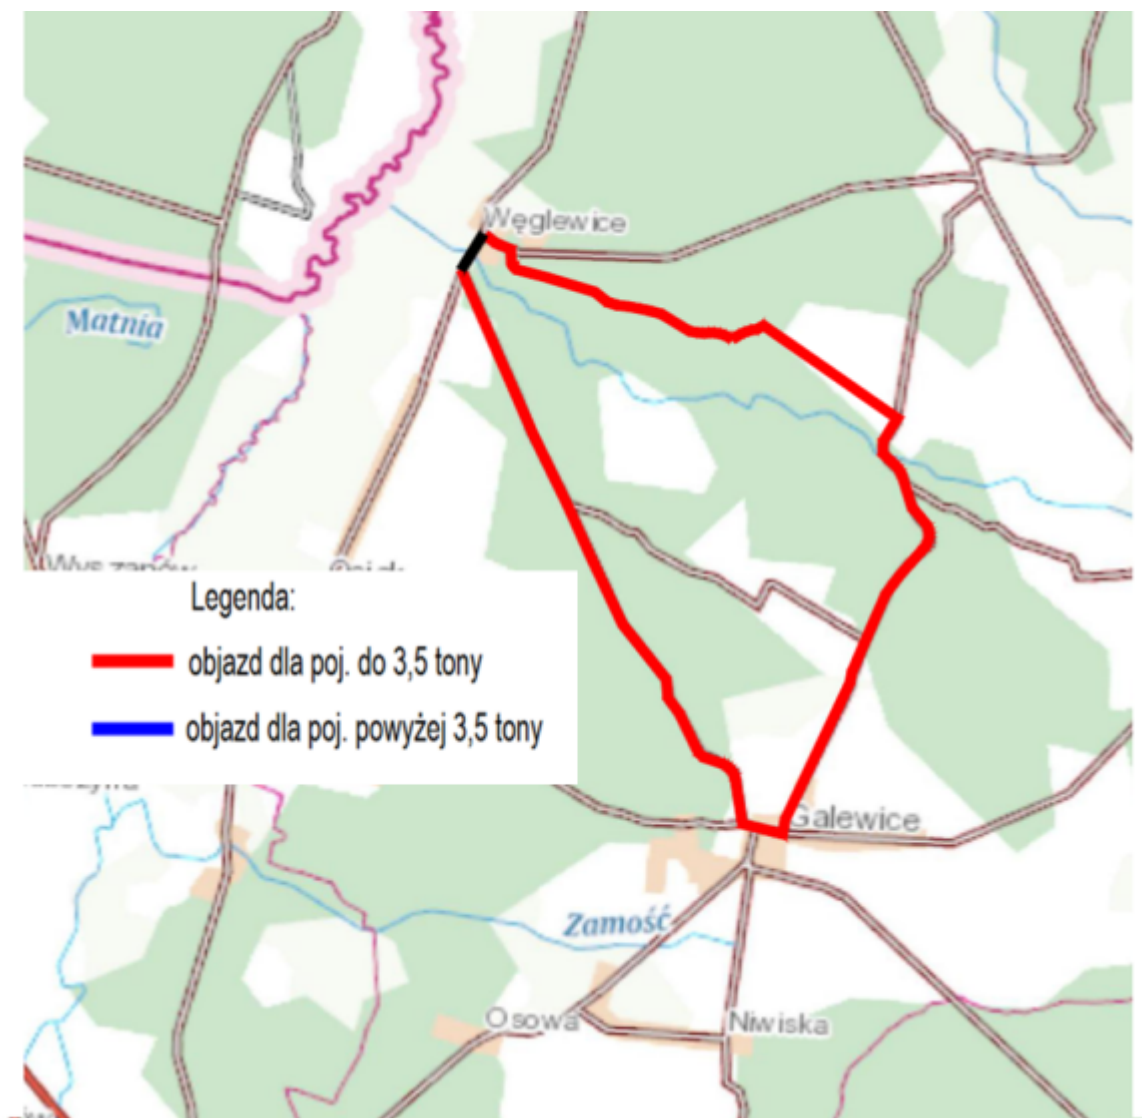 Węglewice
Matnia
Legenda:
objazd dla poj. do 3,5 tony
objazd dla poj. powyżej 3,5 tony
Galewice
Zamość
Osowa
Niwiska